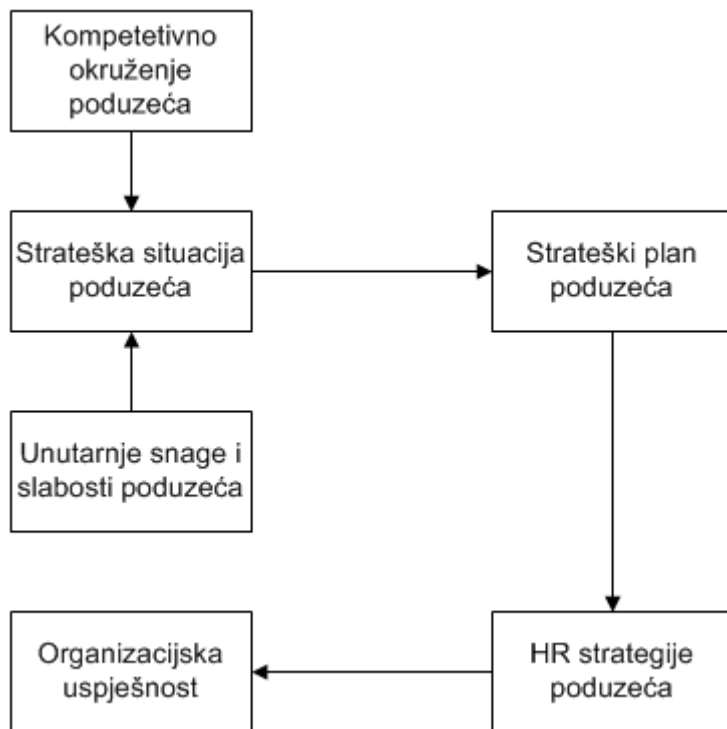 Kompetetivno
okruženje
poduzeća
Strateška situacija
poduzeća
Strateški plan
poduzeća
Unutarnje snage i
slabosti poduzeća
Organizacijska
uspješnost
HR strategije
poduzeća